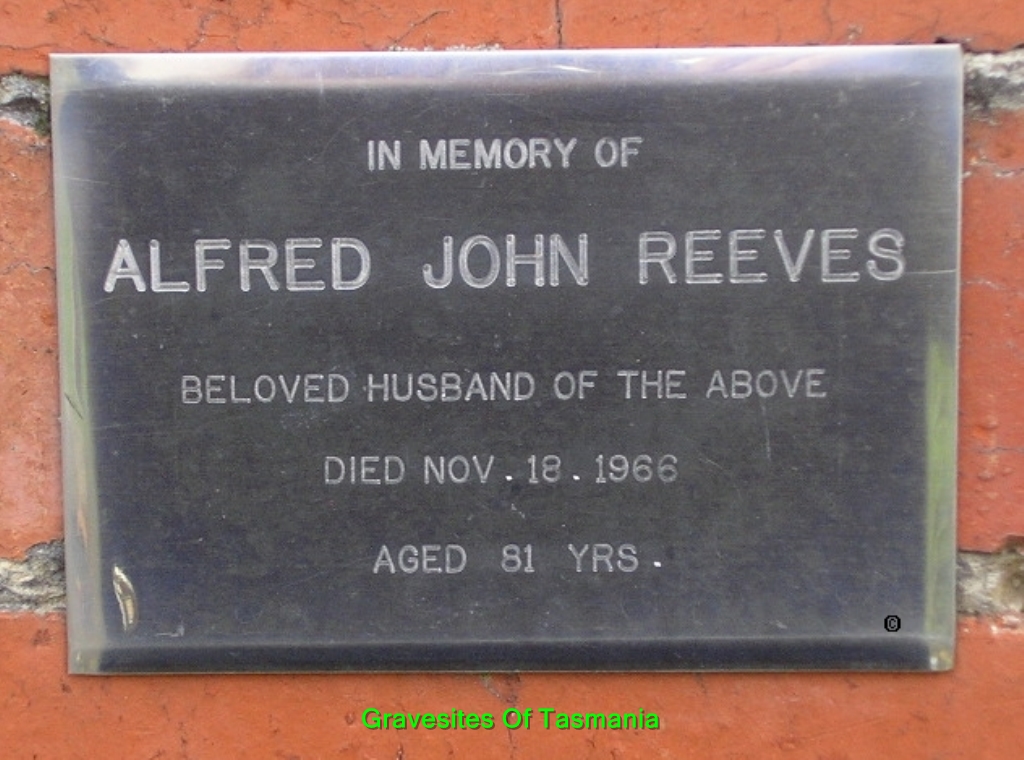 IN MEMORY OF
ALFRED JOHN REEVES
BELOVED HUSBAND OF THE ABOVE
DIED NOV. 18. 1966
AGED 81 YRS.
©
Gravesites Of Tasmania